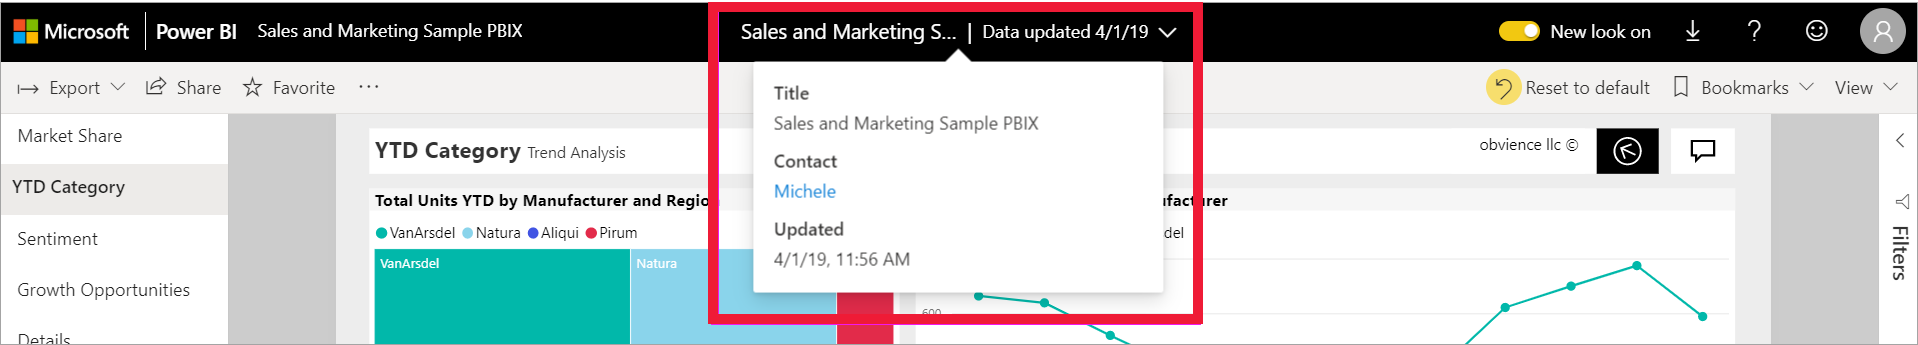 Microsoft Power BI Sales and Marketing Sample PBIX Sales and Marketing S... | Data updated 4/1/19 New look on ?
Export Share Favorite ... Reset to default Bookmarks View
Title
Sales and Marketing Sample PBIX
Contact
Michele
Updated
4/1/19, 11:56 AM
Market Share
YTD Category
Sentiment
Growth Opportunities
Details
YTD Category Trend Analysis
obvience llc ©
Total Units YTD by Manufacturer and Regio
VanArsdel Natura Aliqui Pirum
VanArsdel Natura
ufacturer
del
600
Filters